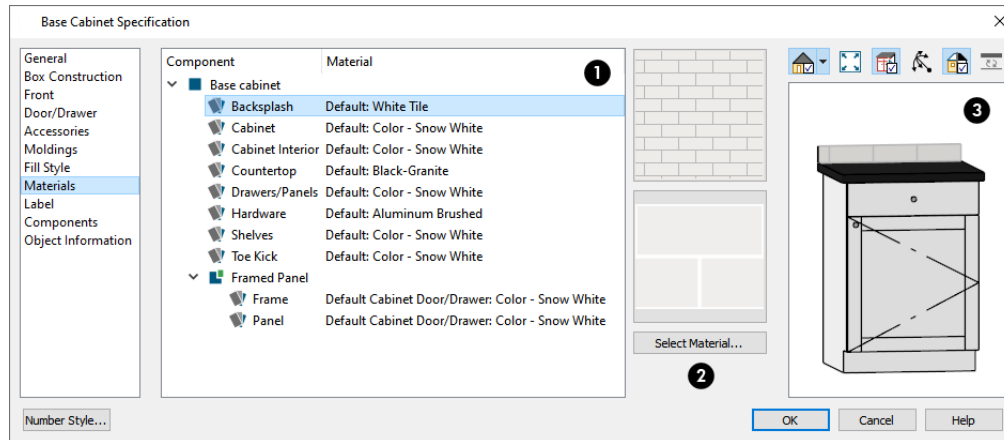 Base Cabinet Specification
General
Box Construction
Front
Door/Drawer
Accessories
Moldings
Fill Style
Materials
Label
Components
Object Information
Component Material
1
Base cabinet
Backsplash Default: White Tile
Cabinet Default: Color - Snow White
Cabinet Interior Default: Color - Snow White
Countertop Default: Black-Granite
Drawers/Panels Default: Color - Snow White
Hardware Default: Aluminum Brushed
Shelves Default: Color - Snow White
Toe Kick Default: Color - Snow White
Framed Panel
Frame Default Cabinet Door/Drawer: Color - Snow White
Panel Default Cabinet Door/Drawer: Color - Snow White
Select Material...
2
3
Number Style...
OK Cancel Help